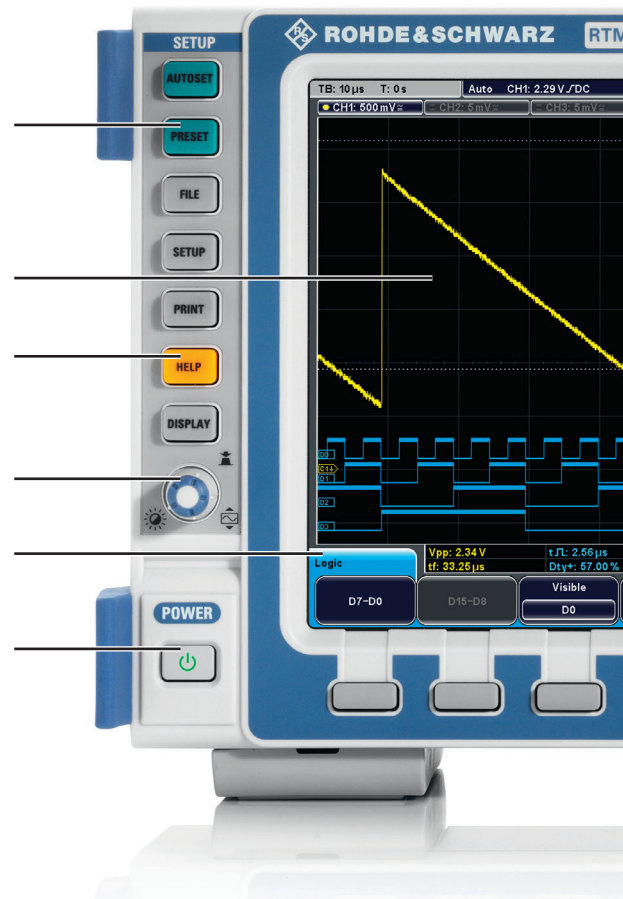 SETUP
ROHDE&SCHWARZ RTM
AUTOSET
PRESET
FILE
SETUP
PRINT
HELP
DISPLAY
POWER
TB: 10 µs T: 0 s Auto CH1: 2.29 V DC
CH1: 500 mV≅ CH2: 5 mV≅ CH3: 5 mV≅
D0
C1
D1
D2
D3
Logic
Vpp: 2.34 V
tf: 33.25 µs
t: 2.56 µs
Dty+: 57.00 %
D7-D0
D15-D8
Visible
D0